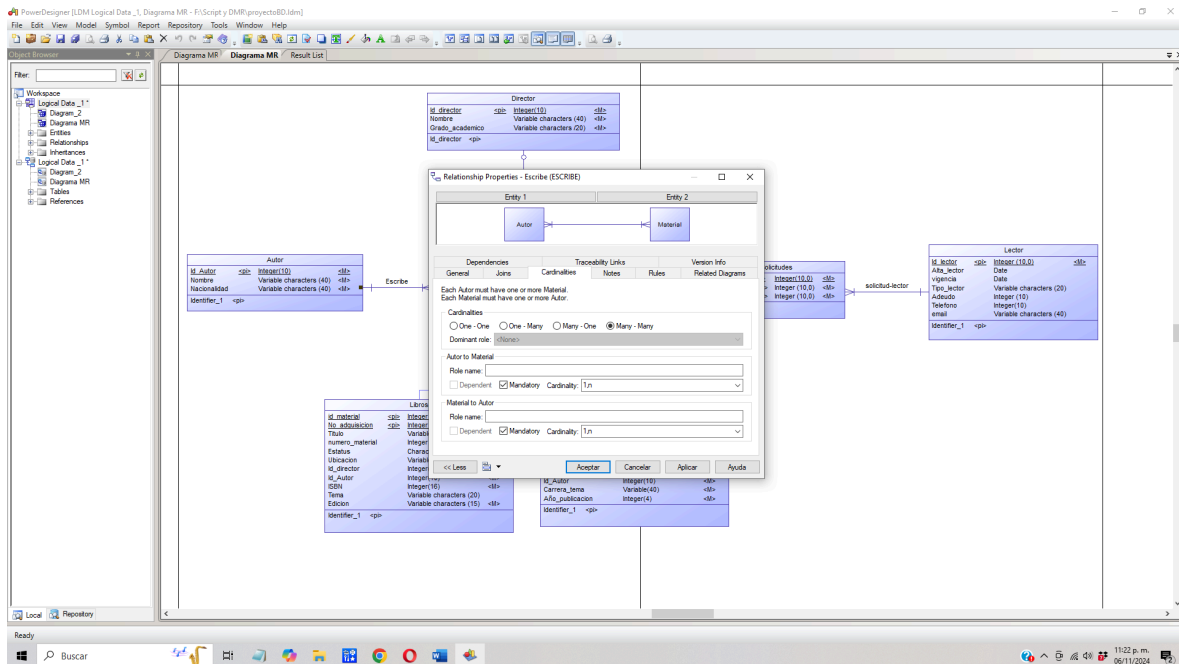 PowerDesigner [LDM Logical Data _1, Diagrama MR - F:\Script y DMR\proyectoBD.ldm]
File Edit View Model Symbol Report Repository Tools Window Help
Object Browser
Diagrama MR Diagrama MR Result List
Filter:
Workspace
Logical Data _1 *
Diagram_2
Diagrama MR
Entities
Relationships
Inheritances
Logical Data _1 *
Diagram_2
Diagrama MR
Tables
References
Director
Id_director <pi> Integer(10) <M>
Nombre Variable characters (40) <M>
Grado_academico Variable characters /20) <M>
Id_director <pi>
Relationship Properties - Escribe (ESCRIBE)
Entity 1 Entity 2
Autor Material
Dependencies Traceability Links Version Info
General Joins Cardinalities Notes Rules Related Diagrams
Each Autor must have one or more Material.
Each Material must have one or more Autor.
Cardinalities
One - One One - Many Many - One Many - Many
Dominant role: <None>
Autor to Material
Role name:
Dependent Mandatory Cardinality: 1,n
Material to Autor
Role name:
Dependent Mandatory Cardinality: 1,n
<< Less Aceptar Cancelar Aplicar Ayuda
Autor
Id_Autor <pi> Integer(10) <M>
Nombre Variable characters (40) <M>
Nacionalidad Variable characters (40) <M>
Identifier_1 <pi>
Escribe
olicitudes
Integer(10,0) <M>
> Integer (10,0) <M>
> Integer (10,0) <M>
solicitud-lector
Lector
Id_lector <pi> Integer (10,0) <M>
Alta_lector Date
vigencia Date
Tipo_lector Variable characters (20)
Adeudo Integer (10)
Telefono Integer(10)
email Variable characters (40)
Identifier_1 <pi>
Libros
id_material <pi> Integer
No_adquisicion <pi> Integer
Titulo Variabl
numero_material Integer
Estatus Charac
Ubicacion Variabl
Id_director Integer
Id_Autor
ISBN Integer(16) <M>
Tema Variable characters (20)
Edicion Variable characters (15) <M>
Identifier_1 <pi>
Id_Autor Integer(10) <M>
Carrera_tema Variable(40) <M>
Año_publicacion Integer(4) <M>
Identifier_1 <pi>
Local Repository
Ready
Buscar
11:22 p. m.
06/11/2024
2